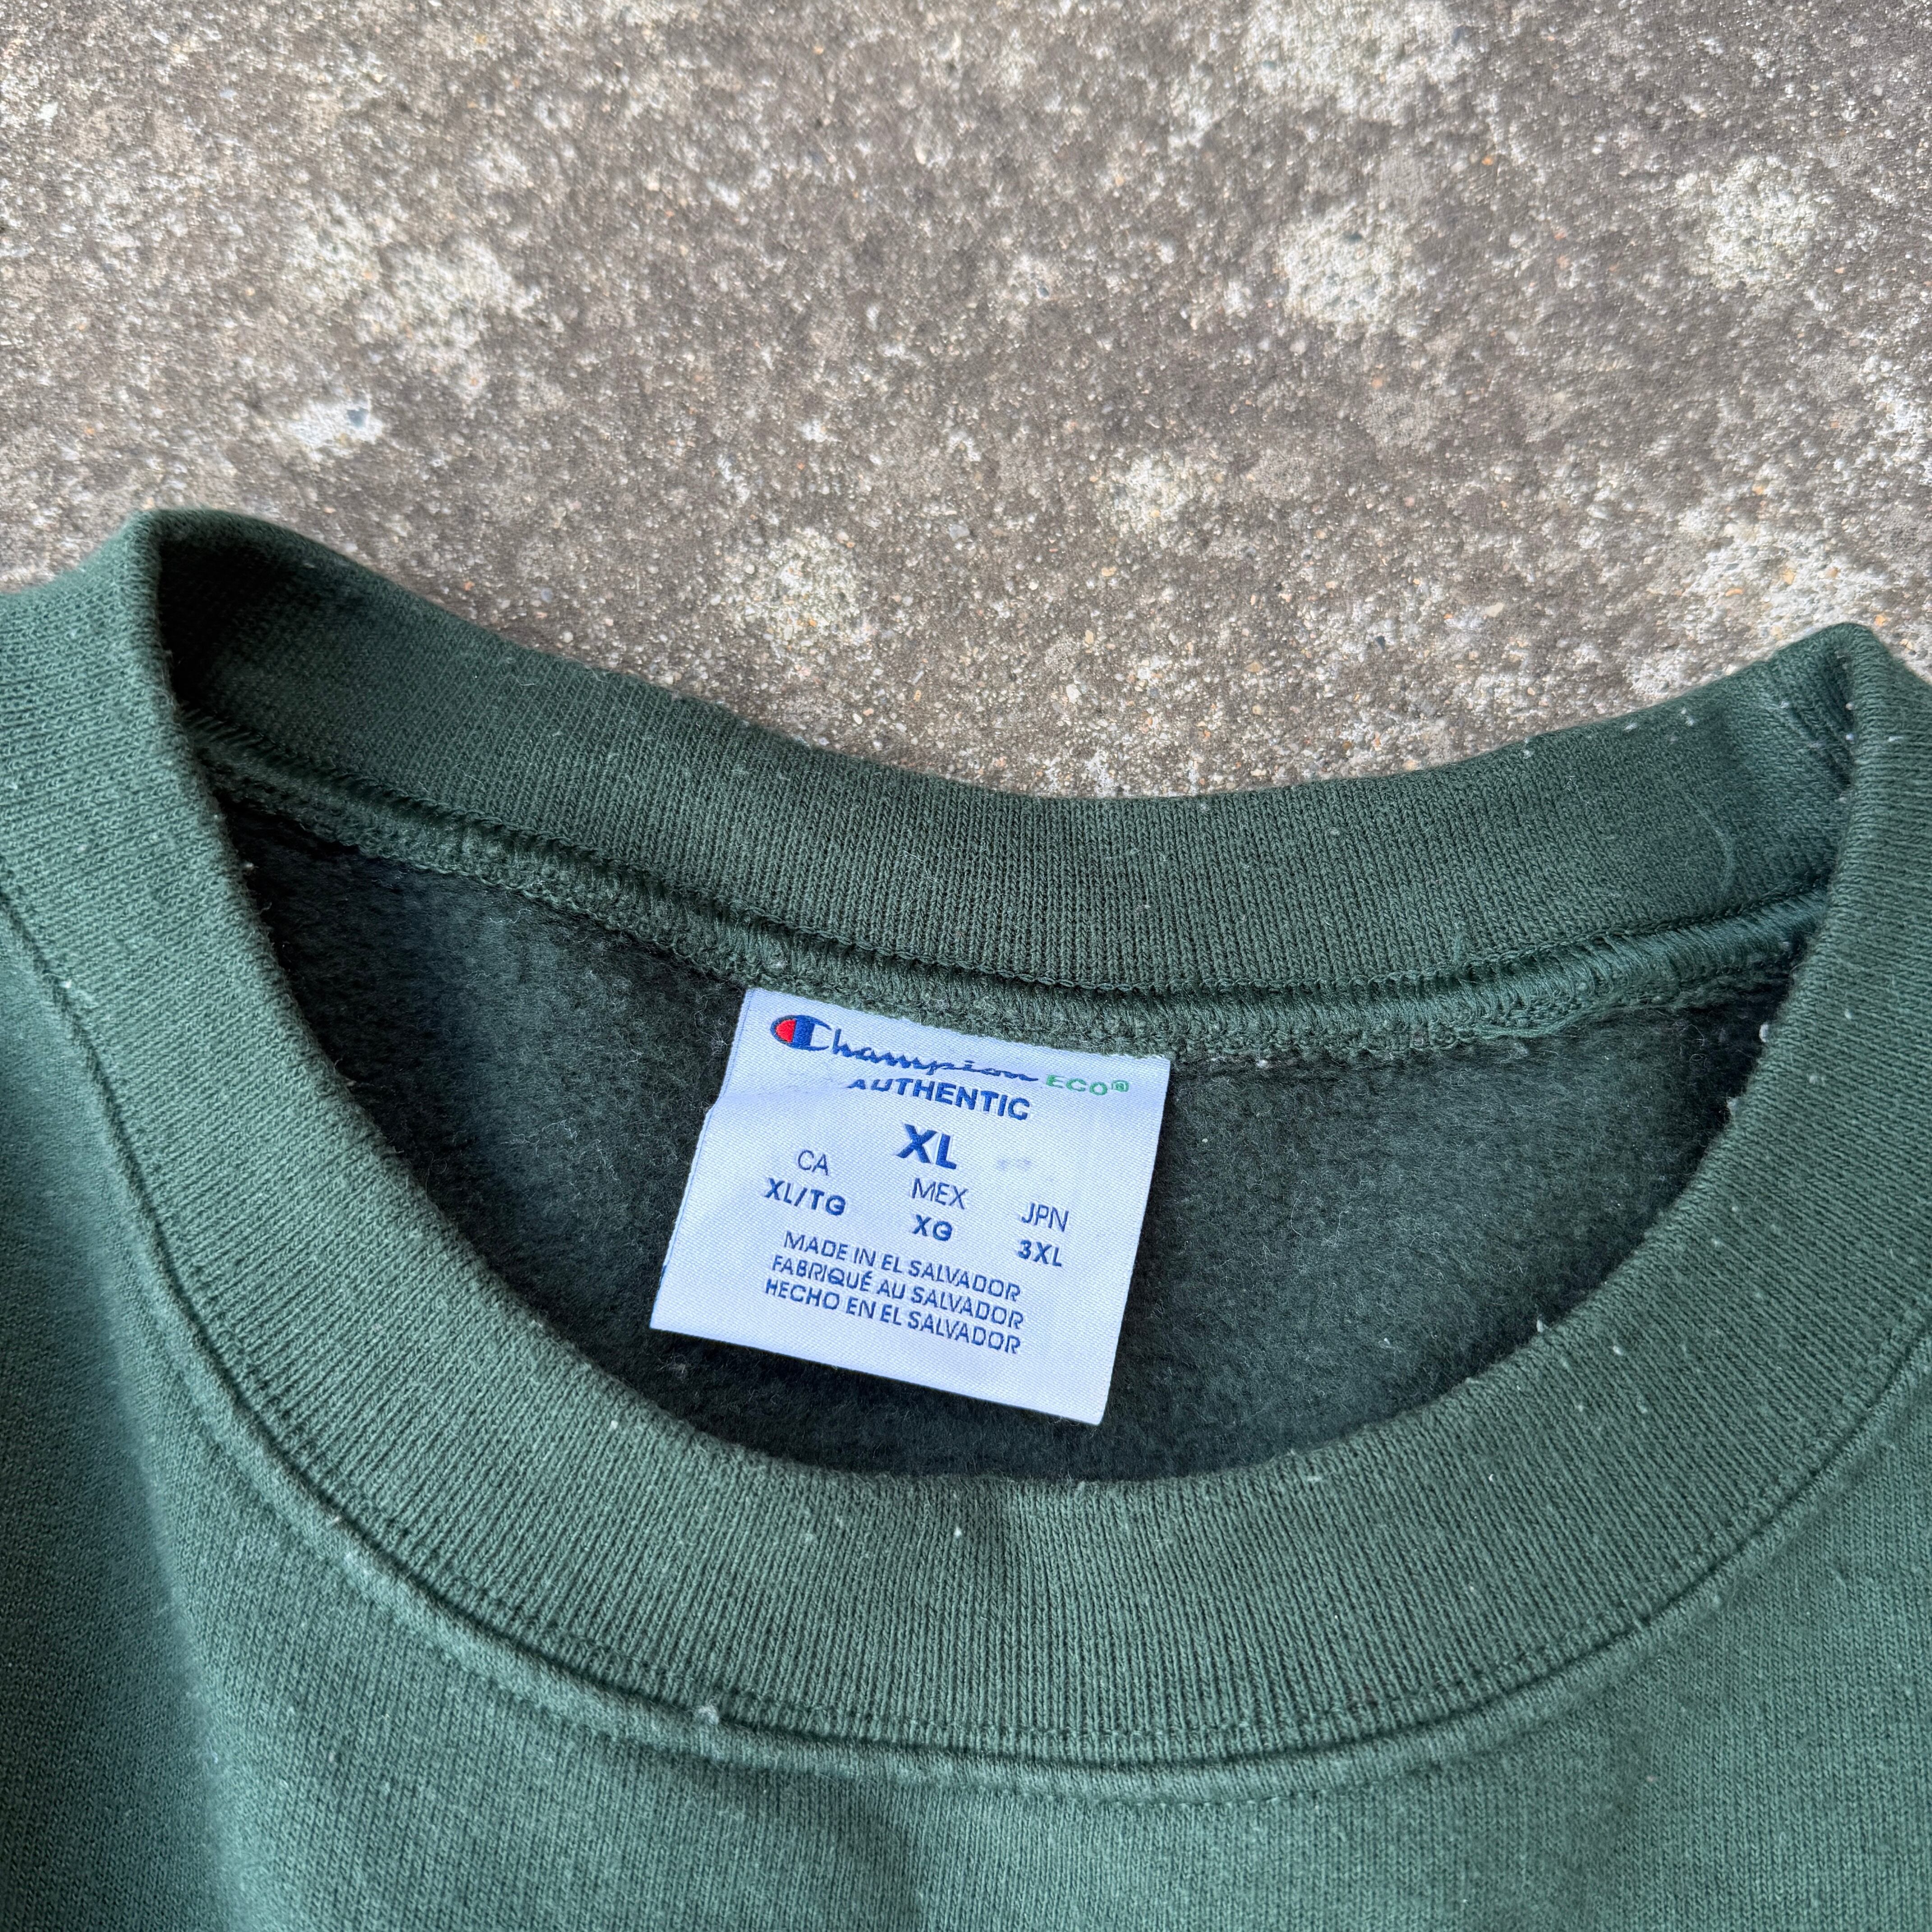 Champion ECO®
AUTHENTIC
XL
CA MEX JPN
XL/TG XG 3XL
MADE IN EL SALVADOR
FABRIQUÉ AU SALVADOR
HECHO EN EL SALVADOR